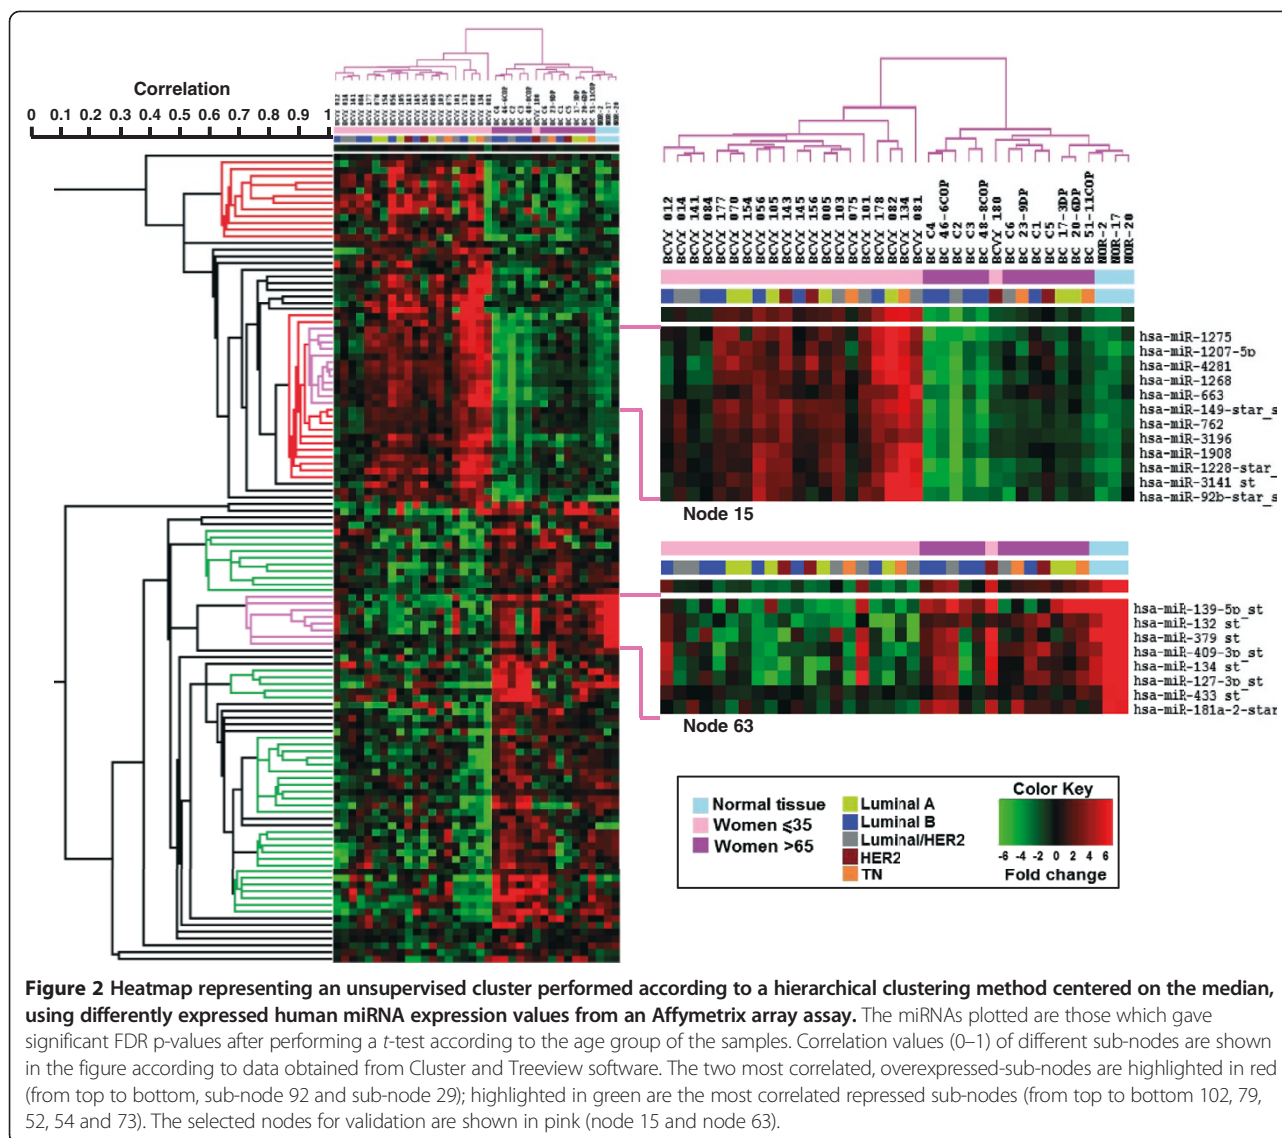 Correlation
0 0.1 0.2 0.3 0.4 0.5 0.6 0.7 0.8 0.9 1
BCVY 012
BCVY 014
BCVY 141
BCVY 084
BCVY 177
BCVY 070
BCVY 154
BCVY 056
BCVY 105
BCVY 143
BCVY 145
BCVY 156
BCVY 005
BCVY 103
BCVY 075
BCVY 101
BCVY 178
BCVY 082
BCVY 134
BCVY 081
BC C4
BC 46-6COP
BC C2
BC C3
BC 48-8COP
BCVY 180
BC C6
BC 23-9DP
BC C1
BC C5
BC 17-3DP
BC 20-6DP
BC 51-11COP
NOR-2
NOR-17
NOR-20
hsa-miR-1275
hsa-miR-1207-5p
hsa-miR-4281
hsa-miR-1268
hsa-miR-663
hsa-miR-149-star_s
hsa-miR-762
hsa-miR-3196
hsa-miR-1908
hsa-miR-1228-star_
hsa-miR-3141_st
hsa-miR-92b-star_s
Node 15
hsa-miR-139-5p_st
hsa-miR-132_st
hsa-miR-379_st
hsa-miR-409-3p_st
hsa-miR-134_st
hsa-miR-127-3p_st
hsa-miR-433_st
hsa-miR-181a-2-star
Node 63
Normal tissue
Women ⩽35
Women >65
Luminal A
Luminal B
Luminal/HER2
HER2
TN
Color Key
-6 -4 -2 0 2 4 6
Fold change
Figure 2 Heatmap representing an unsupervised cluster performed according to a hierarchical clustering method centered on the median,
using differently expressed human miRNA expression values from an Affymetrix array assay. The miRNAs plotted are those which gave
significant FDR p-values after performing a t-test according to the age group of the samples. Correlation values (0–1) of different sub-nodes are shown
in the figure according to data obtained from Cluster and Treeview software. The two most correlated, overexpressed-sub-nodes are highlighted in red
(from top to bottom, sub-node 92 and sub-node 29); highlighted in green are the most correlated repressed sub-nodes (from top to bottom 102, 79,
52, 54 and 73). The selected nodes for validation are shown in pink (node 15 and node 63).